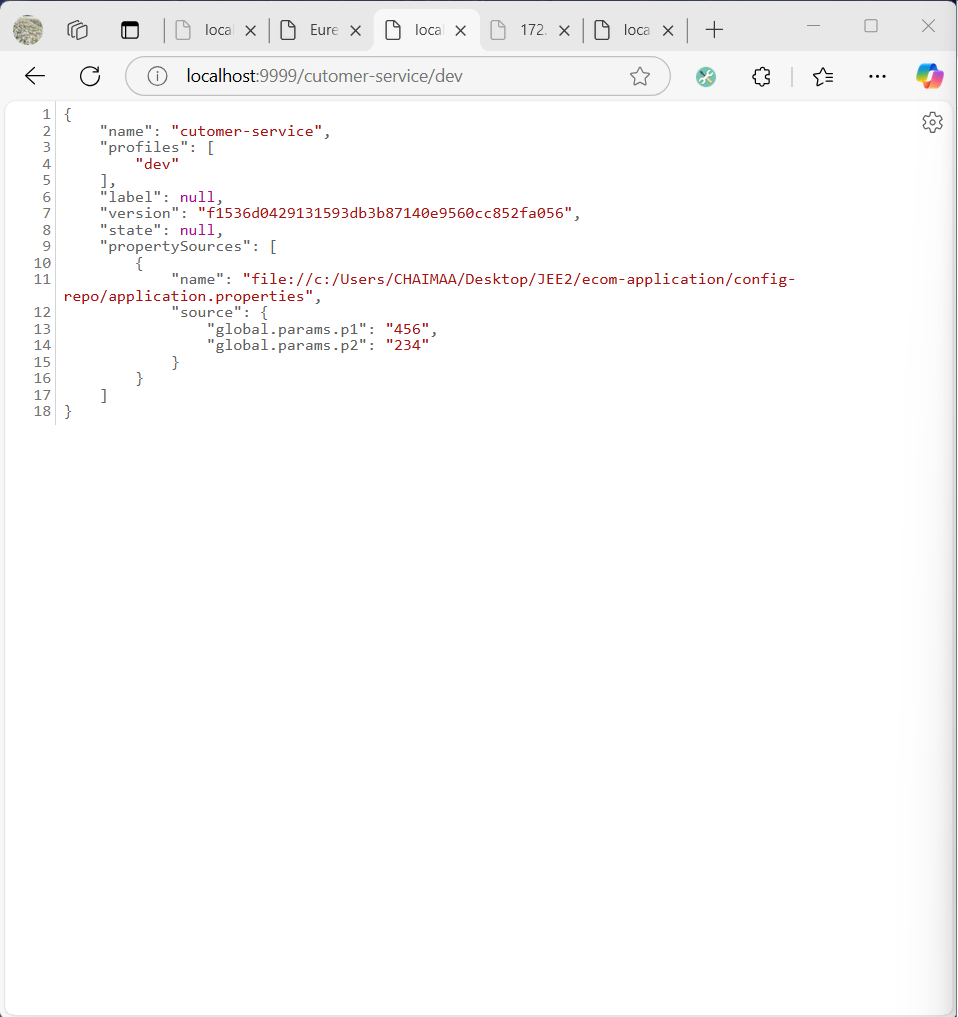 loca
Eure
loca
172.
loca
localhost:9999/cutomer-service/dev
1 {
2 "name": "cutomer-service",
3 "profiles": [
4 "dev"
5 ],
6 "label": null,
7 "version": "f1536d0429131593db3b87140e9560cc852fa056",
8 "state": null,
9 "propertySources": [
10 {
11 "name": "file://c:/Users/CHAIMAA/Desktop/JEE2/ecom-application/config-
repo/application.properties",
12 "source": {
13 "global.params.p1": "456",
14 "global.params.p2": "234"
15 }
16 }
17 ]
18 }